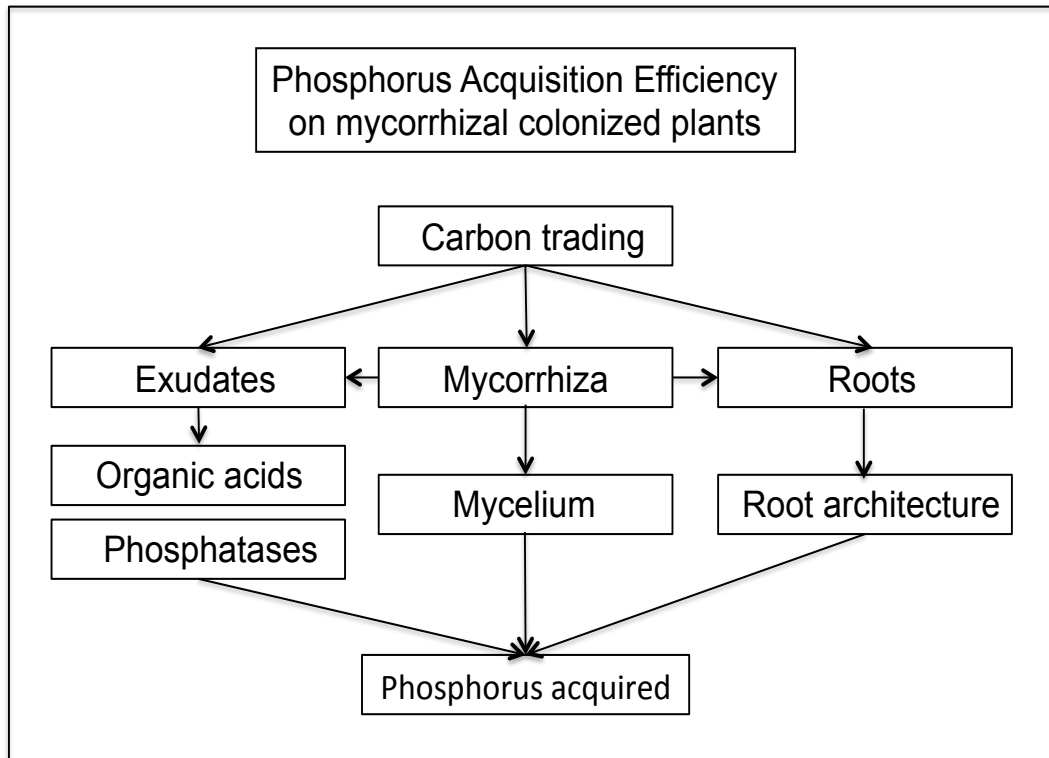 Phosphorus Acquisition Efficiency
on mycorrhizal colonized plants
Carbon trading
Exudates
Mycorrhiza
Roots
Organic acids
Mycelium
Root architecture
Phosphatases
Phosphorus acquired